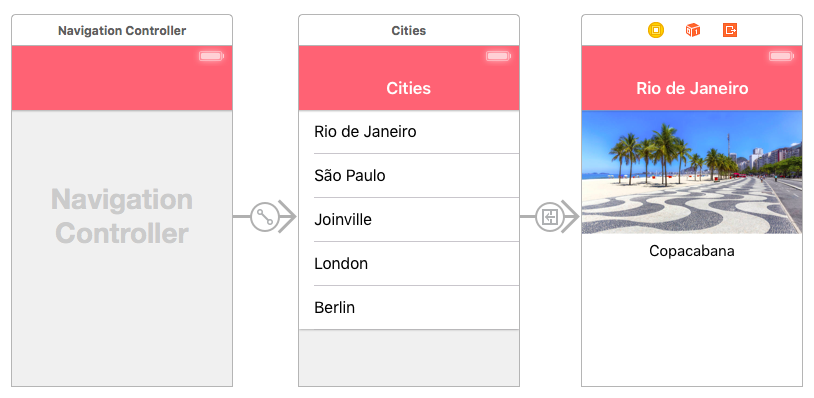 Navigation Controller
Navigation
Controller
Cities
Cities
Rio de Janeiro
São Paulo
Joinville
London
Berlin
Rio de Janeiro
Copacabana